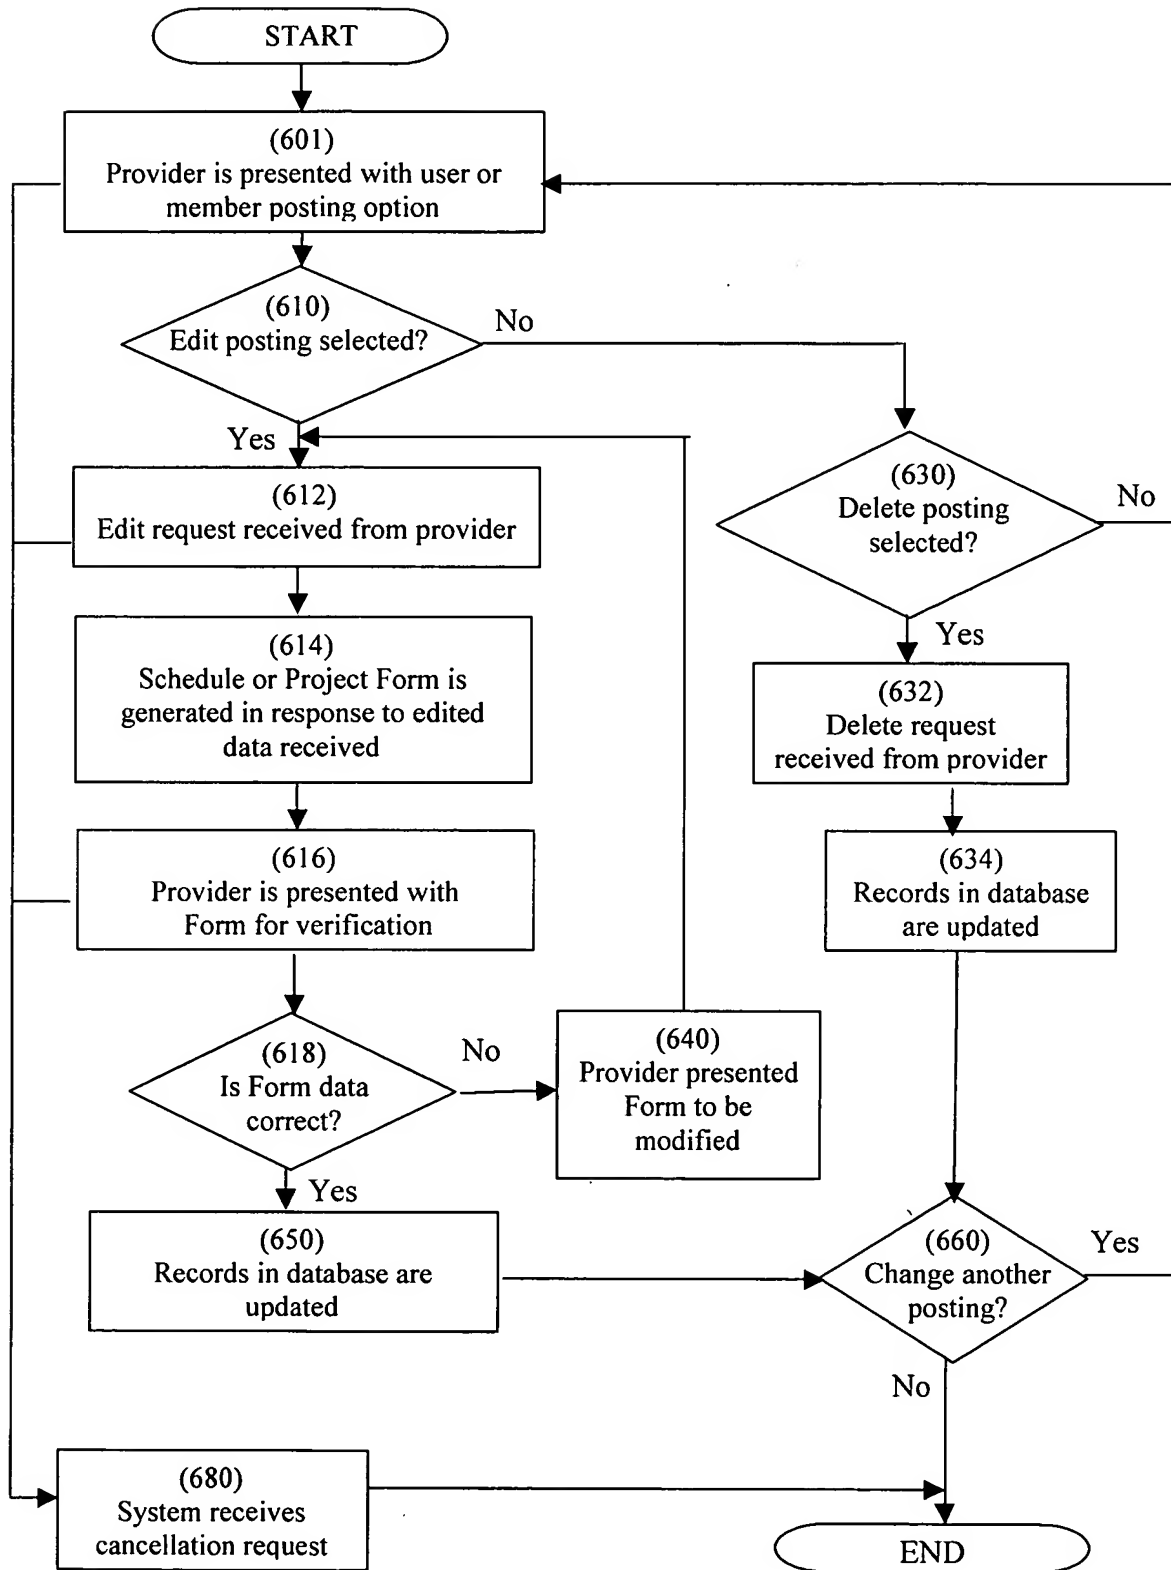 START
(601)
Provider is presented with user or
member posting option
(610)
Edit posting selected?
No
Yes
(612)
Edit request received from provider
(630)
Delete posting
selected?
No
Yes
(614)
Schedule or Project Form is
generated in response to edited
data received
(632)
Delete request
received from provider
(616)
Provider is presented with
Form for verification
(634)
Records in database
are updated
(618)
Is Form data
correct?
No
Yes
(640)
Provider presented
Form to be
modified
(650)
Records in database are
updated
(660)
Change another
posting?
Yes
No
(680)
System receives
cancellation request
END